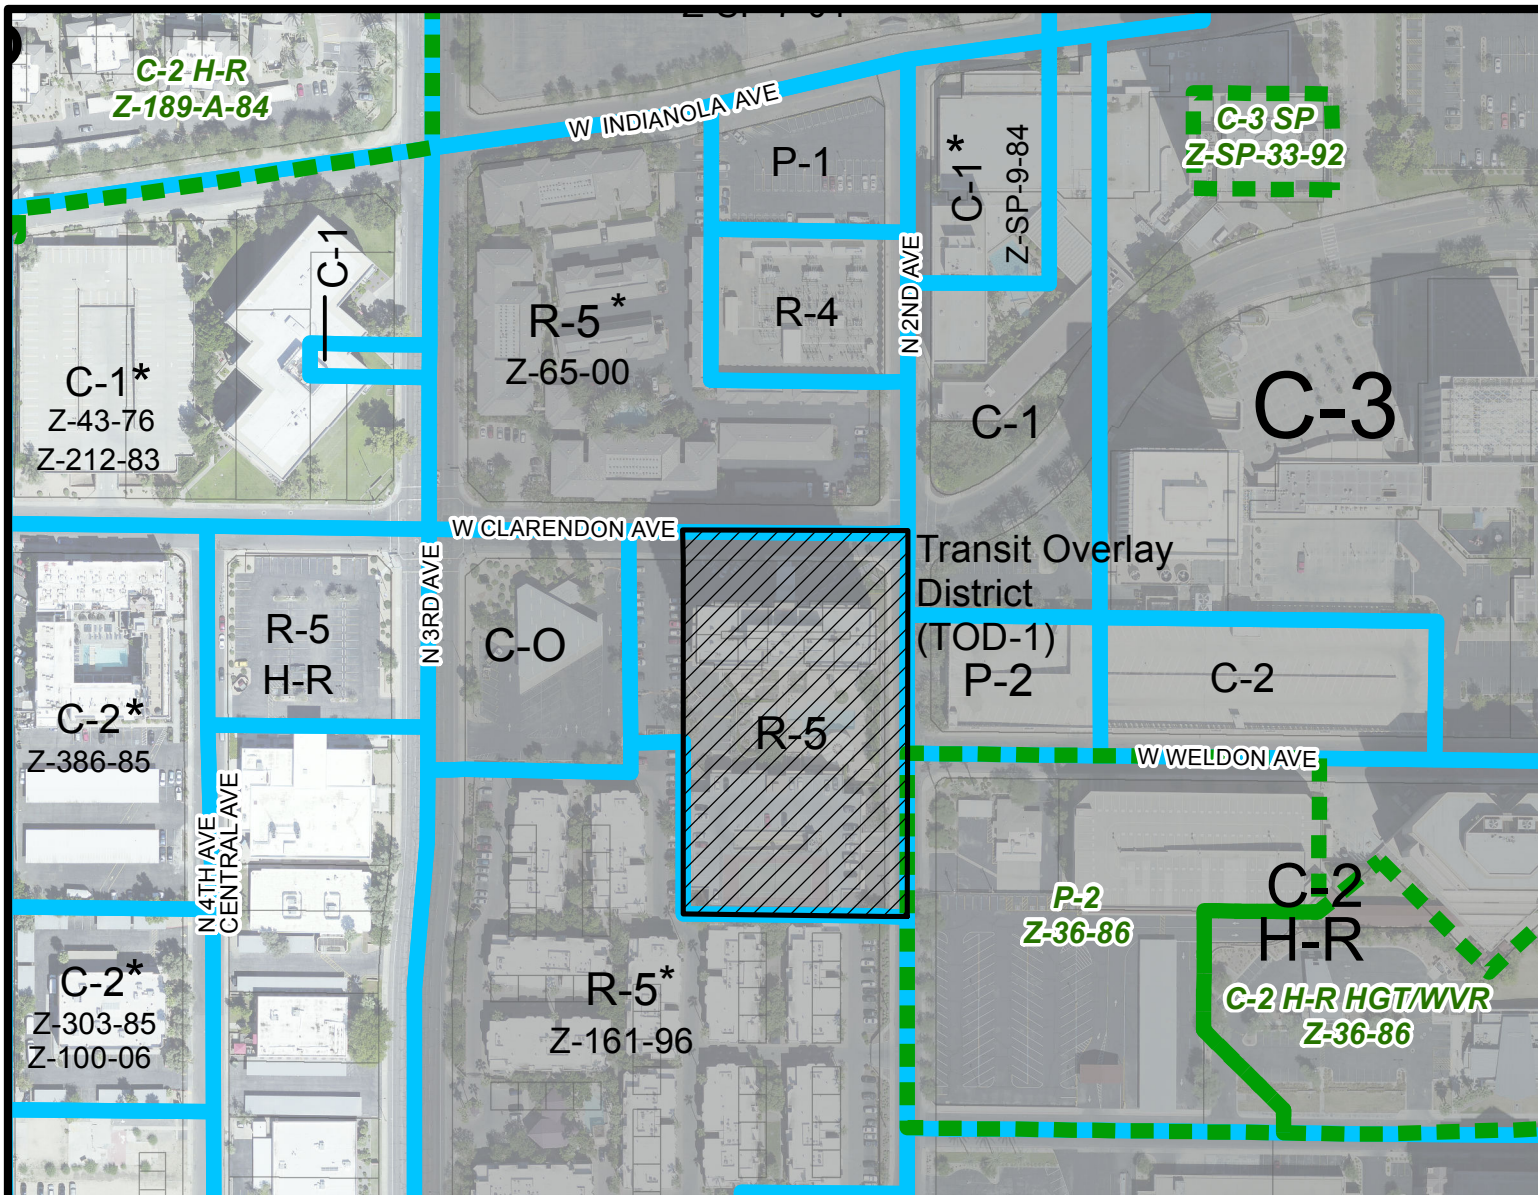 C-2 H-R
Z-189-A-84
W INDIANOLA AVE
P-1
C-1*
Z-SP-9-84
C-3 SP
Z-SP-33-92
C-1
R-5*
Z-65-00
R-4
N 2ND AVE
C-1*
Z-43-76
Z-212-83
C-1
C-3
W CLARENDON AVE
N 3RD AVE
Transit Overlay
District
(TOD-1)
R-5
H-R
C-O
P-2
C-2
C-2*
Z-386-85
R-5
W WELDON AVE
N 4TH AVE
CENTRAL AVE
P-2
Z-36-86
C-2
H-R
C-2 H-R HGT/WVR
Z-36-86
C-2*
Z-303-85
Z-100-06
R-5*
Z-161-96